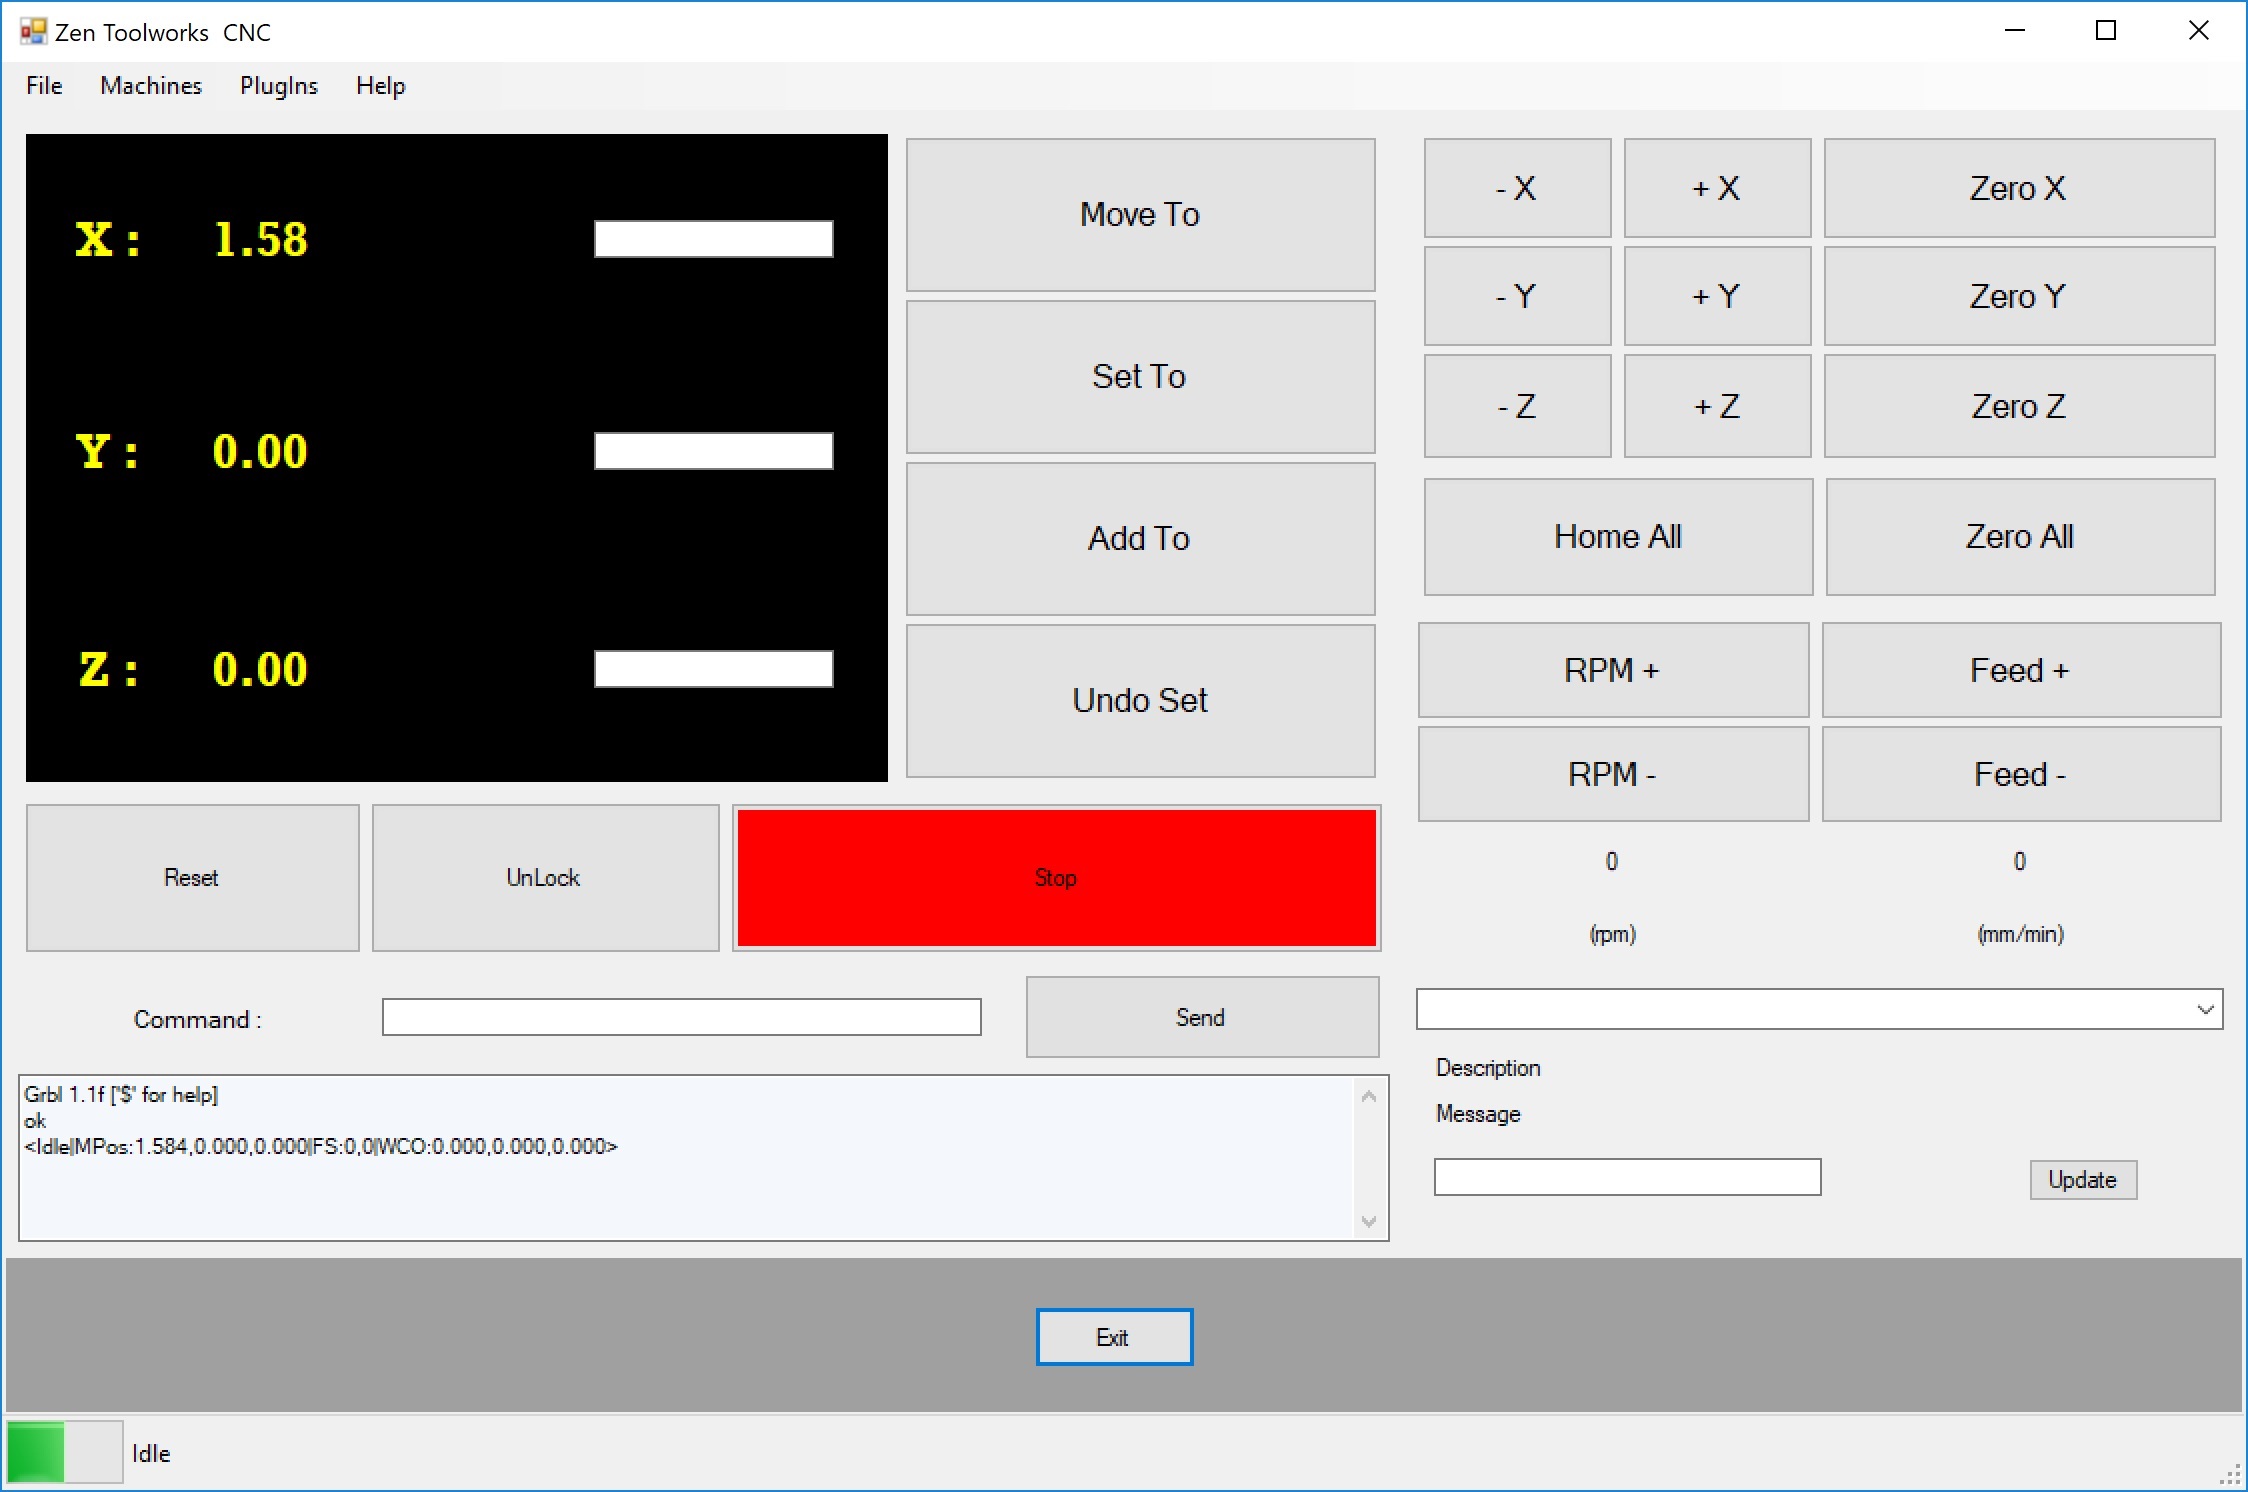 Zen Toolworks  CNC
File Machines PlugIns Help
X : 1.58
Y : 0.00
Z : 0.00
Move To
Set To
Add To
Undo Set
- X + X Zero X
- Y + Y Zero Y
- Z + Z Zero Z
Home All Zero All
RPM + Feed +
RPM - Feed -
0 0
(rpm) (mm/min)
Reset UnLock Stop
Command : Send
Grbl 1.1f ['$' for help]
ok
<Idle|MPos:1.584,0.000,0.000|FS:0,0|WCO:0.000,0.000,0.000>
Description
Message
Update
Exit
Idle